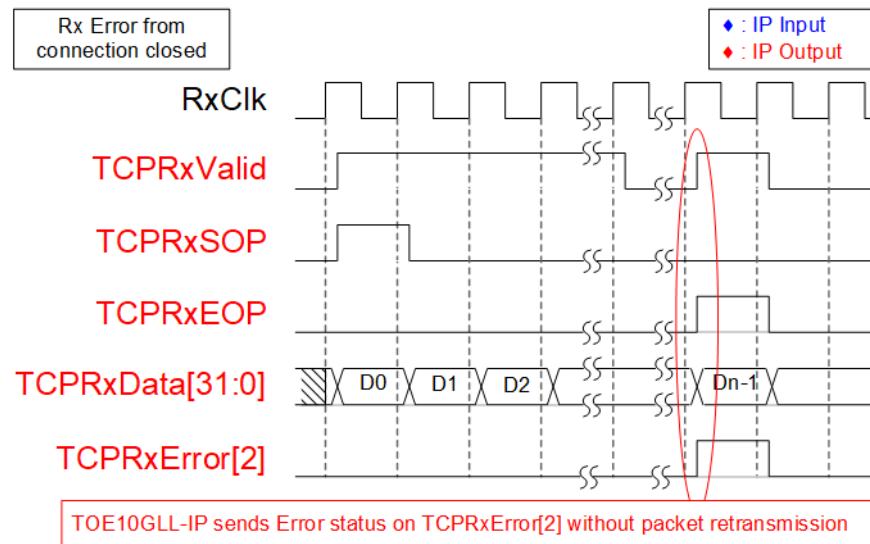 Rx Error from
connection closed
♦ : IP Input
♦ : IP Output
RxClk
TCPRxValid
TCPRxSOP
TCPRxEOP
TCPRxData[31:0]
D0 D1 D2 Dn-1
TCPRxError[2]
TOE10GLL-IP sends Error status on TCPRxError[2] without packet retransmission